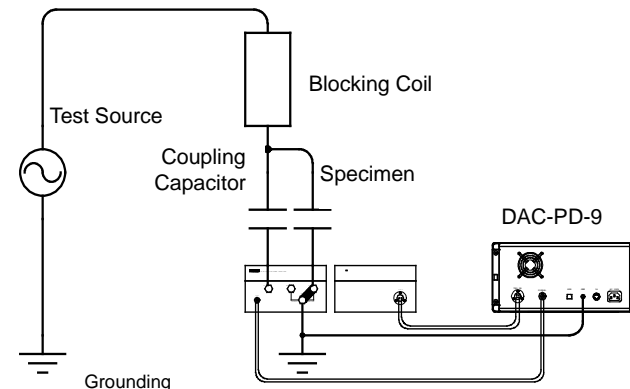 Blocking Coil
Test Source
Coupling
Capacitor
Specimen
DAC-PD-9
Grounding